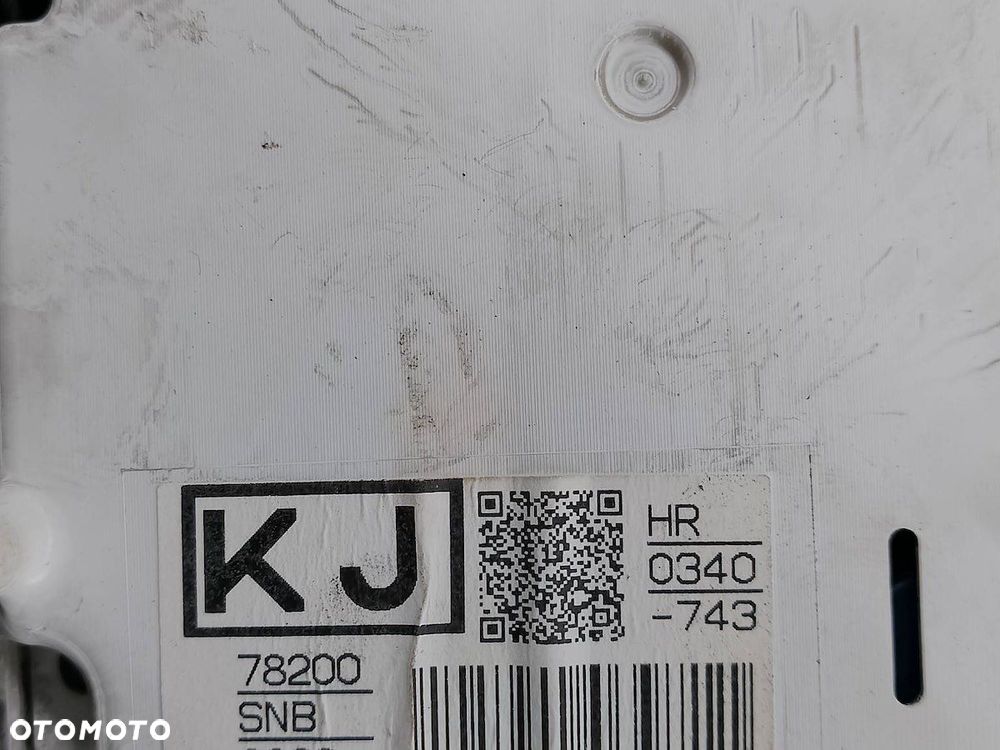 KJ
HR
0340
-743
78200
SNB
OTOMOTO